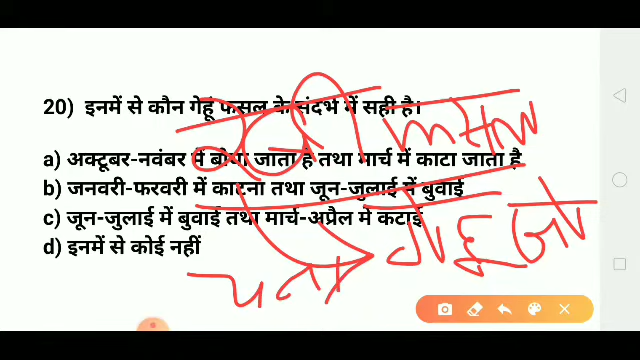 20) इनमें से कौन गेहूं फसल के संदर्भ में सही है।
a) अक्टूबर-नवंबर में बोया जाता है तथा मार्च में काटा जाता है
b) जनवरी-फरवरी में काटना तथा जून-जुलाई में बुवाई
c) जून-जुलाई में बुवाई तथा मार्च-अप्रैल मे कटाई
d) इनमें से कोई नहीं
गेहू जो
चना